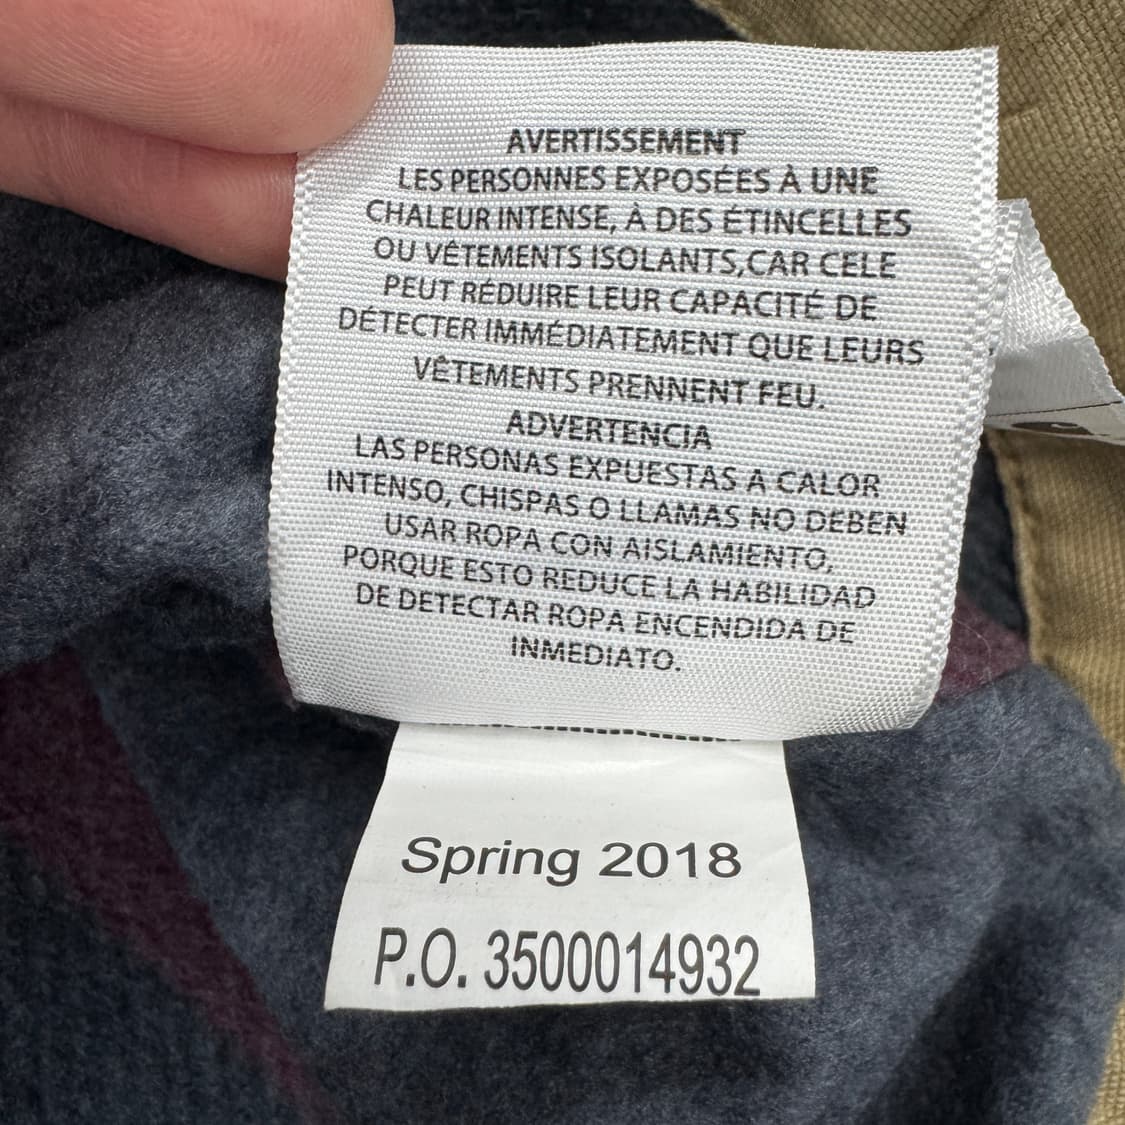 AVERTISSEMENT
LES PERSONNES EXPOSÉES À UNE
CHALEUR INTENSE, À DES ÉTINCELLES
OU VÉTEMENTS ISOLANTS,CAR CELE
PEUT RÉDUIRE LEUR CAPACITÉ DE
DÉTECTER IMMÉDIATEMENT QUE LEURS
VÊTEMENTS PRENNENT FEU.
ADVERTENCIA
LAS PERSONAS EXPUESTAS A CALOR
INTENSO, CHISPAS O LLAMAS NO DEBEN
USAR ROPA CON AISLAMIENTO,
PORQUE ESTO REDUCE LA HABILIDAD
DE DETECTAR ROPA ENCENDIDA DE
INMEDIATO.
Spring 2018
P.O. 3500014932